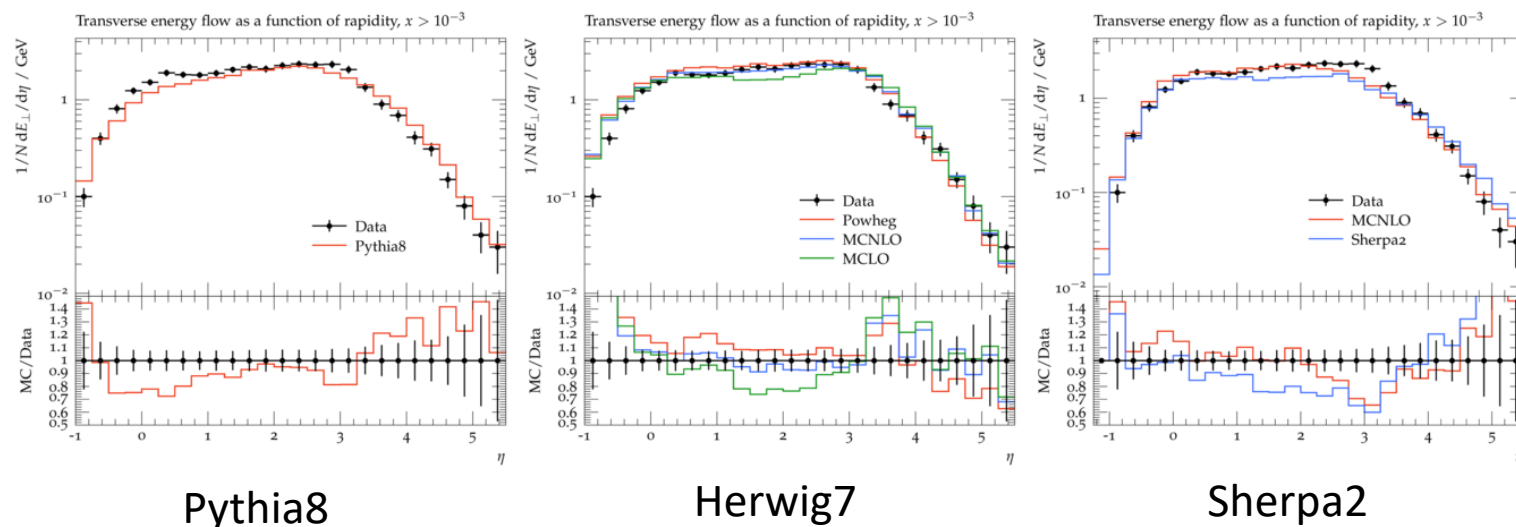 Transverse energy flow as a function of rapidity, x > 10⁻³
1/N dE⊥/dη / GeV
1
10⁻¹
10⁻²
Data
Pythia8
MC/Data
1.4
1.3
1.2
1.1
1
0.9
0.8
0.7
0.6
0.5
-1 0 1 2 3 4 5
η
Pythia8
Transverse energy flow as a function of rapidity, x > 10⁻³
1/N dE⊥/dη / GeV
1
10⁻¹
10⁻²
Data
Powheg
MCNLO
MCLO
MC/Data
1.4
1.3
1.2
1.1
1
0.9
0.8
0.7
0.6
0.5
-1 0 1 2 3 4 5
η
Herwig7
Transverse energy flow as a function of rapidity, x > 10⁻³
1/N dE⊥/dη / GeV
1
10⁻¹
10⁻²
Data
MCNLO
Sherpa2
MC/Data
1.4
1.3
1.2
1.1
1
0.9
0.8
0.7
0.6
0.5
-1 0 1 2 3 4 5
Sherpa2